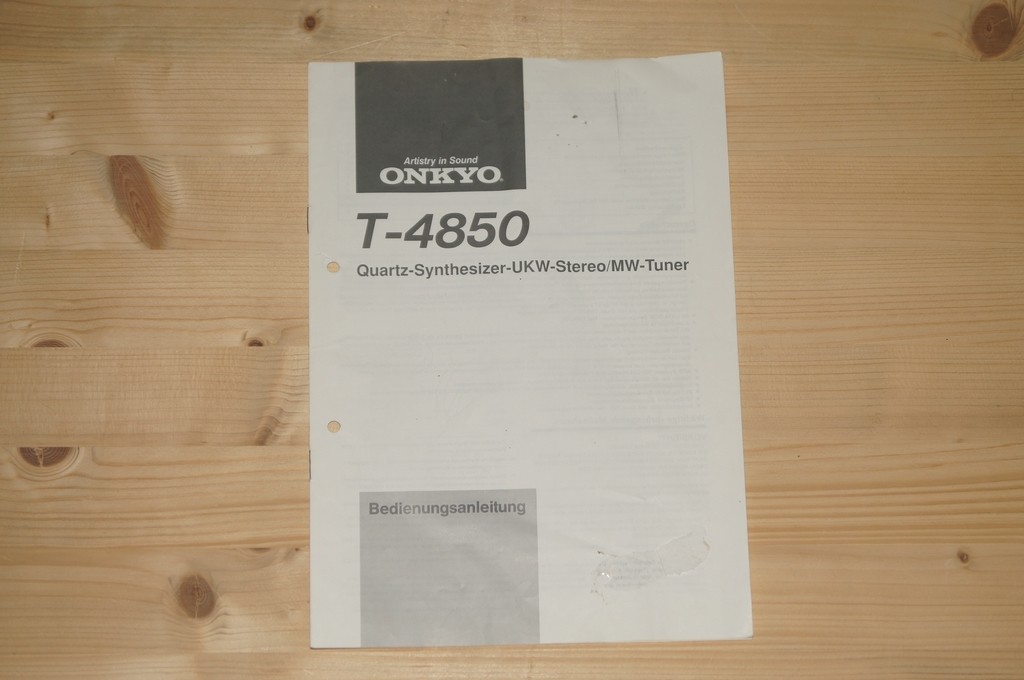 Artistry in Sound
ONKYO
T-4850
Quartz-Synthesizer-UKW-Stereo/MW-Tuner
Bedienungsanleitung